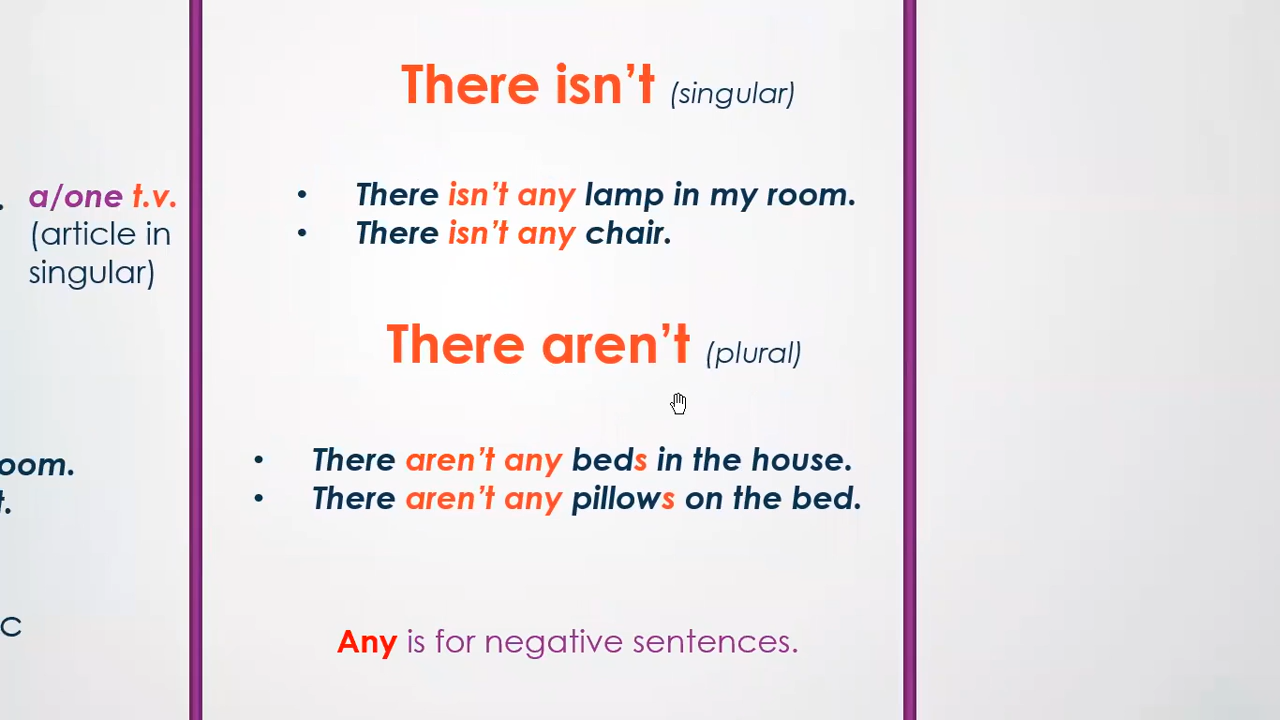 a/one t.v.
(article in
singular)
oom.
t.
c
There isn’t (singular)
• There isn’t any lamp in my room.
• There isn’t any chair.
There aren’t (plural)
• There aren’t any beds in the house.
• There aren’t any pillows on the bed.
Any is for negative sentences.